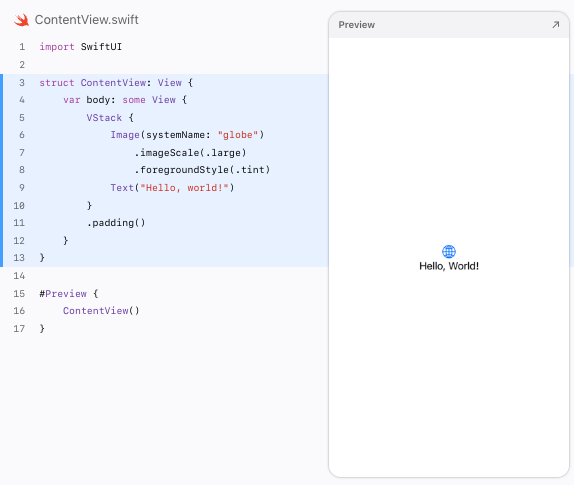 ContentView.swift
1 import SwiftUI
2
3 struct ContentView: View {
4     var body: some View {
5         VStack {
6             Image(systemName: "globe")
7                 .imageScale(.large)
8                 .foregroundStyle(.tint)
9             Text("Hello, world!")
10         }
11         .padding()
12     }
13 }
14
15 #Preview {
16     ContentView()
17 }
Preview
Hello, World!